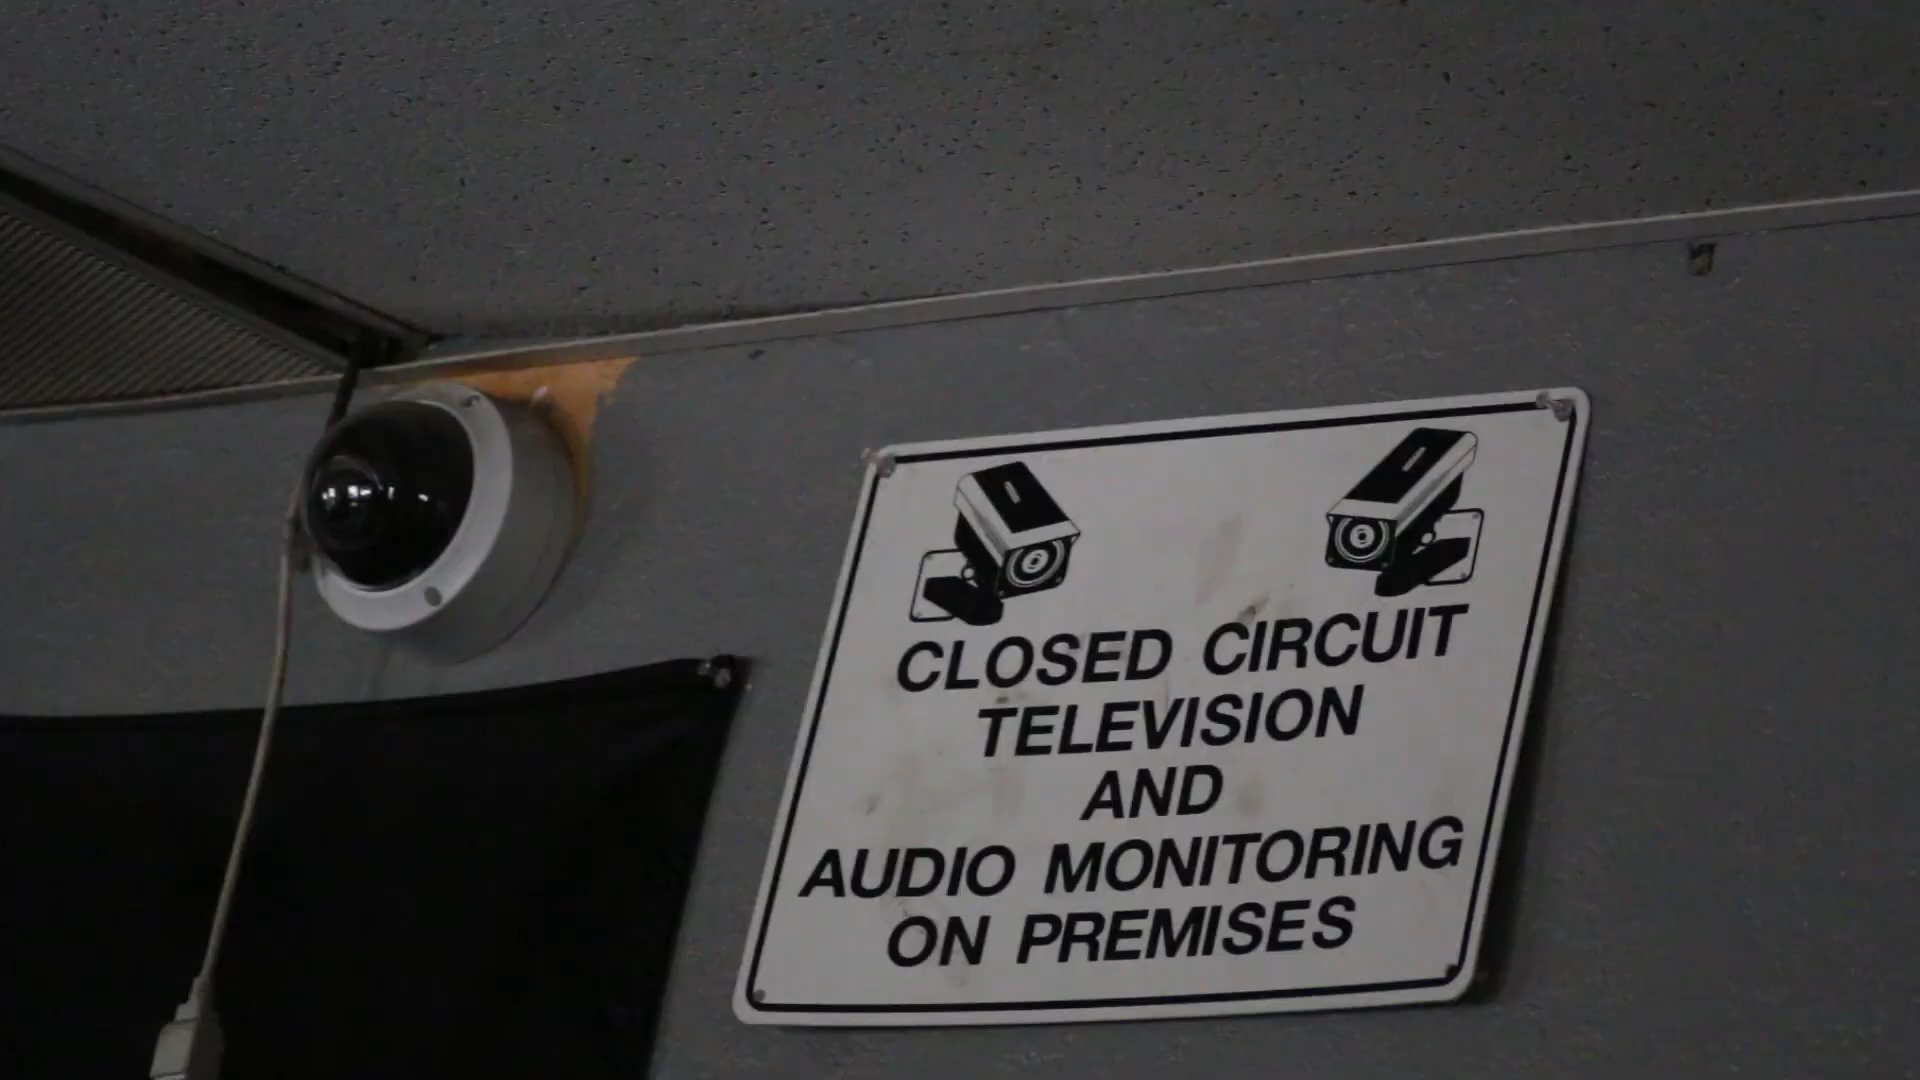 CLOSED CIRCUIT
TELEVISION
AND
AUDIO MONITORING
ON PREMISES